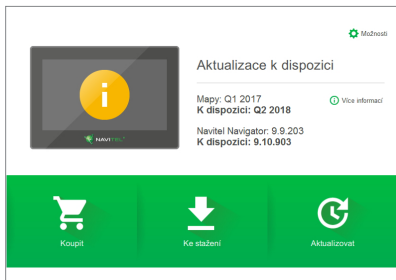 Možnosti
Aktualizace k dispozici
Mapy: Q1 2017
K dispozici: Q2 2018
Více informací
Navitel Navigator: 9.9.203
K dispozici: 9.10.903
NAVITEL
Koupit
Ke stažení
Aktualizovat